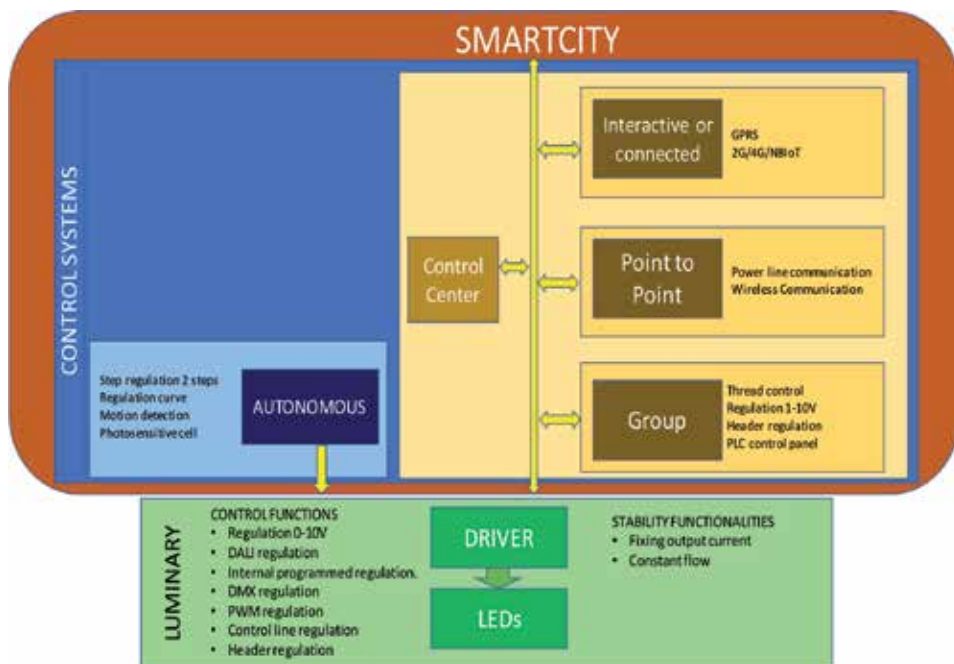 SMARTCITY
CONTROL SYSTEMS
Interactive or
connected
GPRS
2G/4G/NBIoT
Control
Center
Point to
Point
Power line communication
Wireless Communication
Step regulation 2 steps
Regulation curve
Motion detection
Photosensitive cell
AUTONOMOUS
Group
Thread control
Regulation 1-10V
Header regulation
PLC control panel
LUMINARY
CONTROL FUNCTIONS
• Regulation 0-10V
• DALI regulation
• Internal programmed regulation.
• DMX regulation
• PWM regulation
• Control line regulation
• Header regulation
DRIVER
LEDs
STABILITY FUNCTIONALITIES
• Fixing output current
• Constant flow